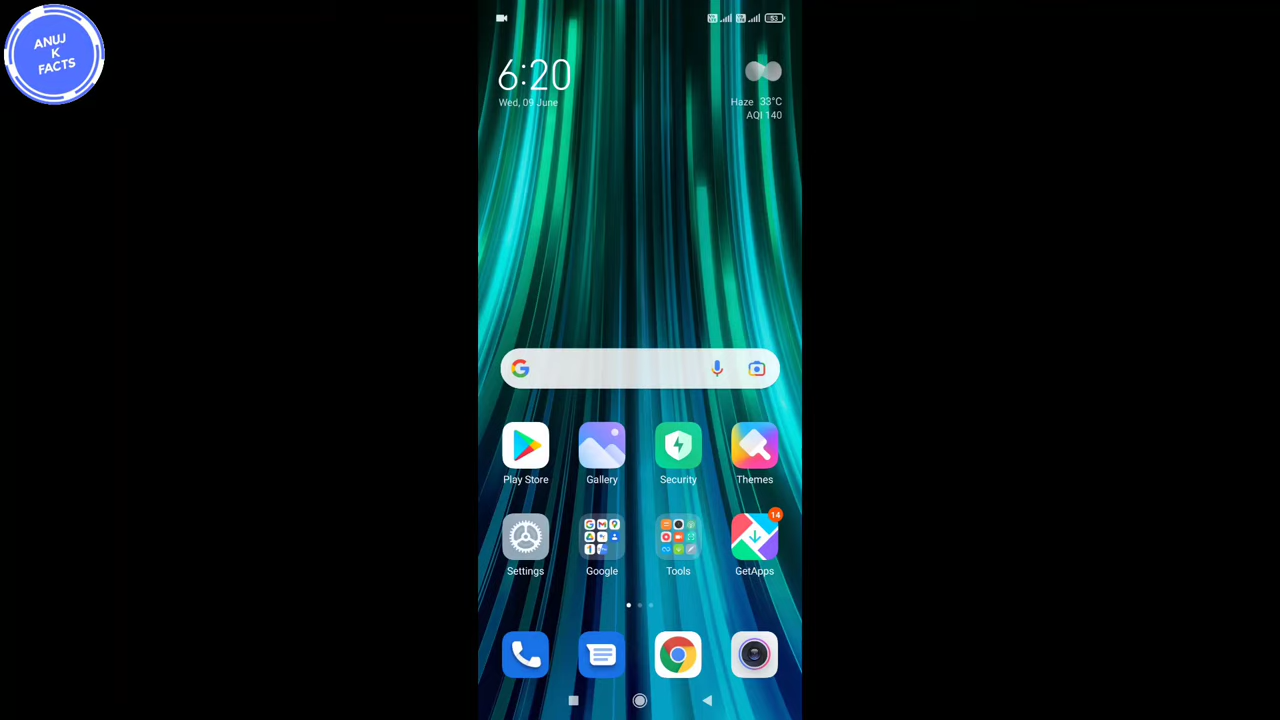 ANUJ
K
FACTS
53
6:20
Wed, 09 June
Haze 33°C
AQI 140
Play Store
Gallery
Security
Themes
14
Settings
Google
Tools
GetApps